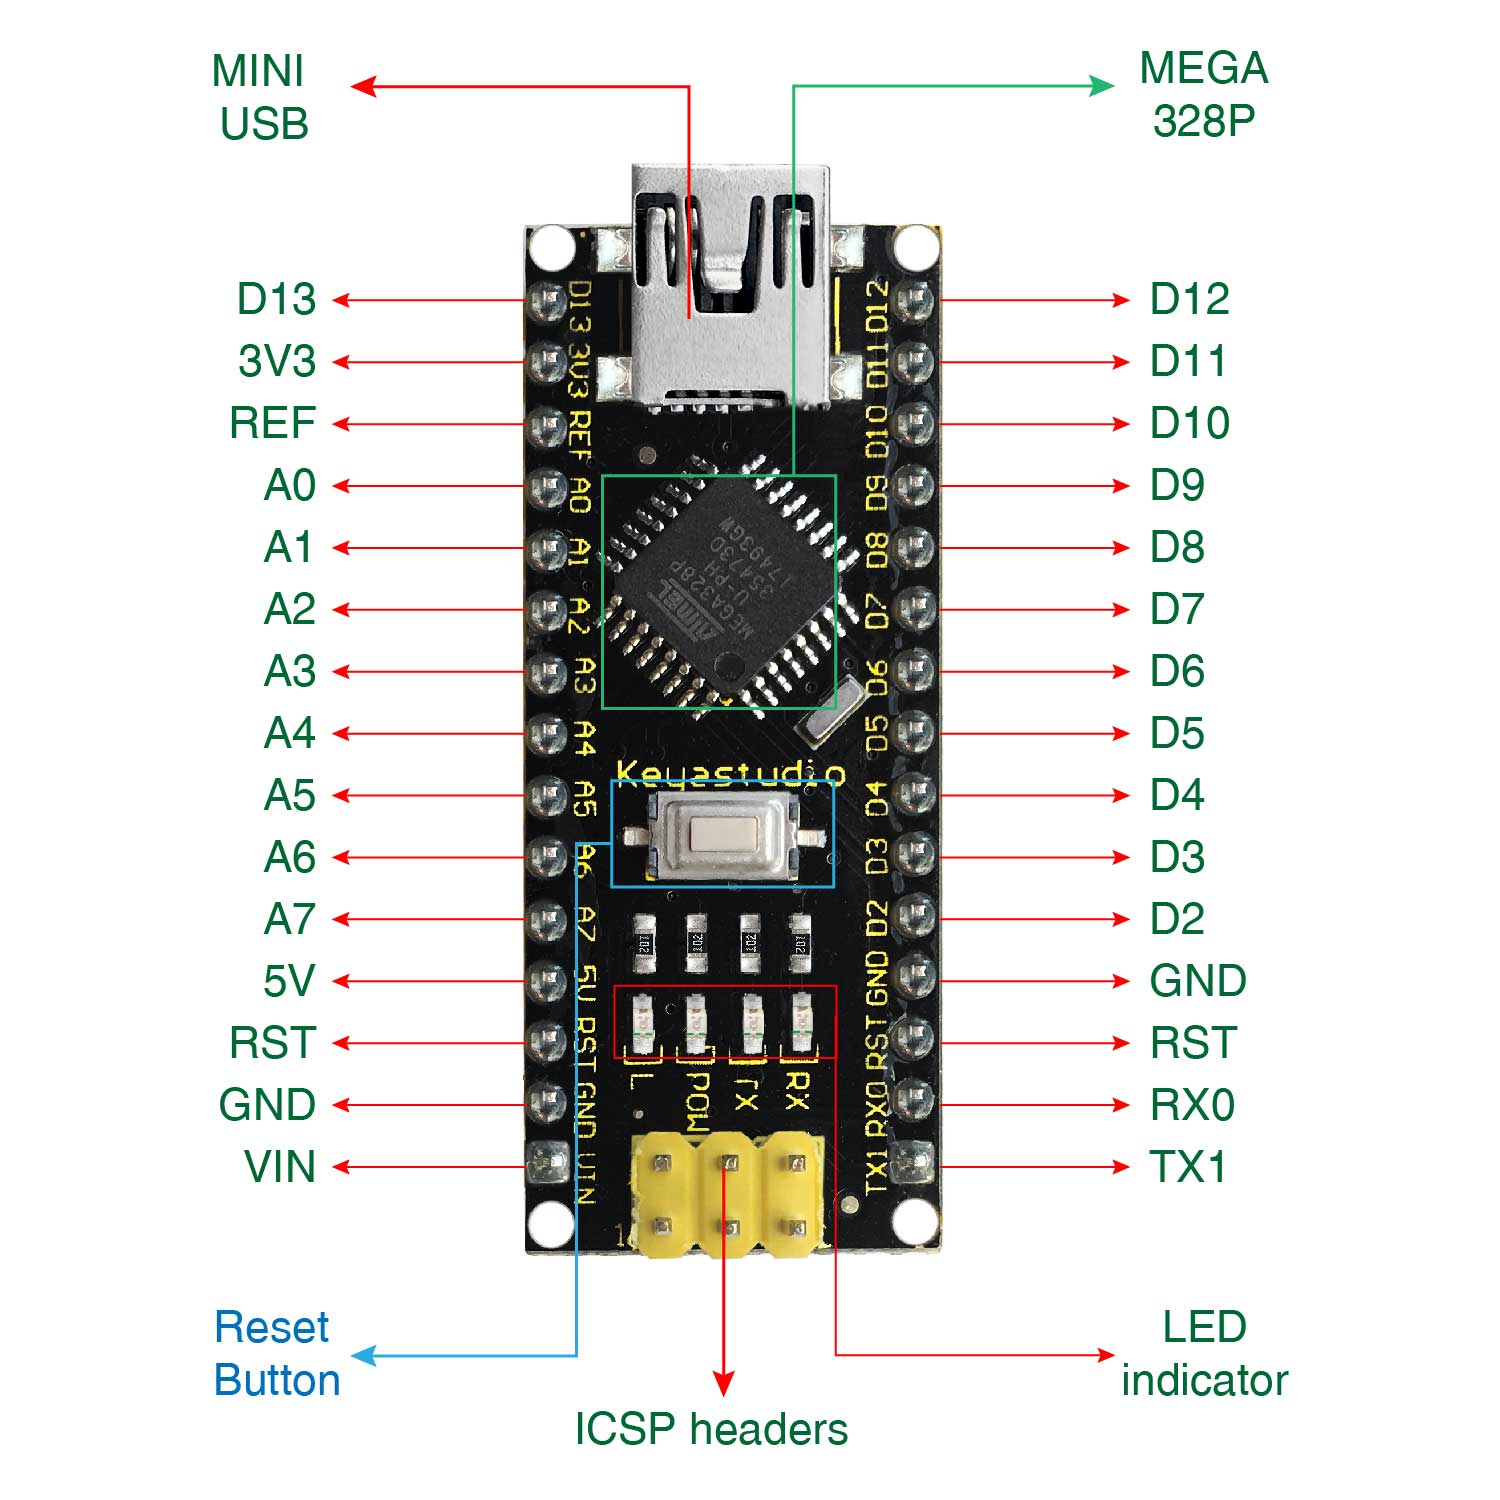 MINI
USB
MEGA
328P
D13
3V3
REF
A0
A1
A2
A3
A4
A5
A6
A7
5V
RST
GND
VIN
D12
D11
D10
D9
D8
D7
D6
D5
D4
D3
D2
GND
RST
RX0
TX1
D13
3V3
REF
A0
A1
A2
A3
A4
A5
A6
A7
5V
RST
GND
VIN
D12
D11
D10
D9
D8
D7
D6
D5
D4
D3
D2
GND
RST
RX0
TX1
ATMEL
MEGA328P
U-PH
35473D
17493GW
Keyestudio
102
102
L
POW
TX
RX
1
Reset
Button
ICSP headers
LED
indicator